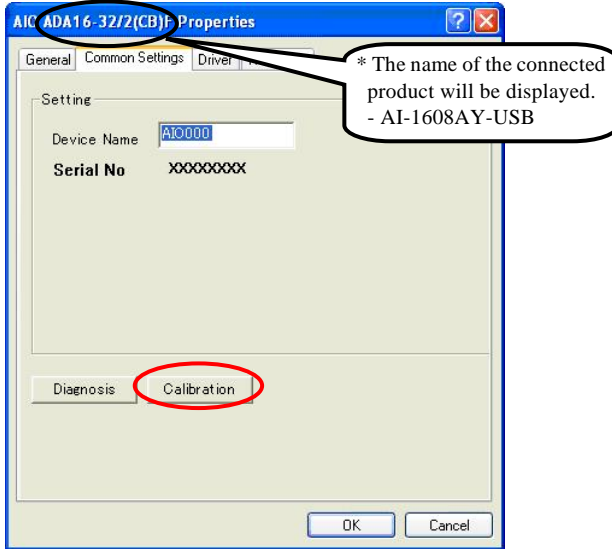 AIO ADA16-32/2(CB)F Properties
General Common Settings Driver
* The name of the connected
product will be displayed.
- AI-1608AY-USB
Setting
Device Name AIO000
Serial No XXXXXXXX
Diagnosis Calibration
OK Cancel